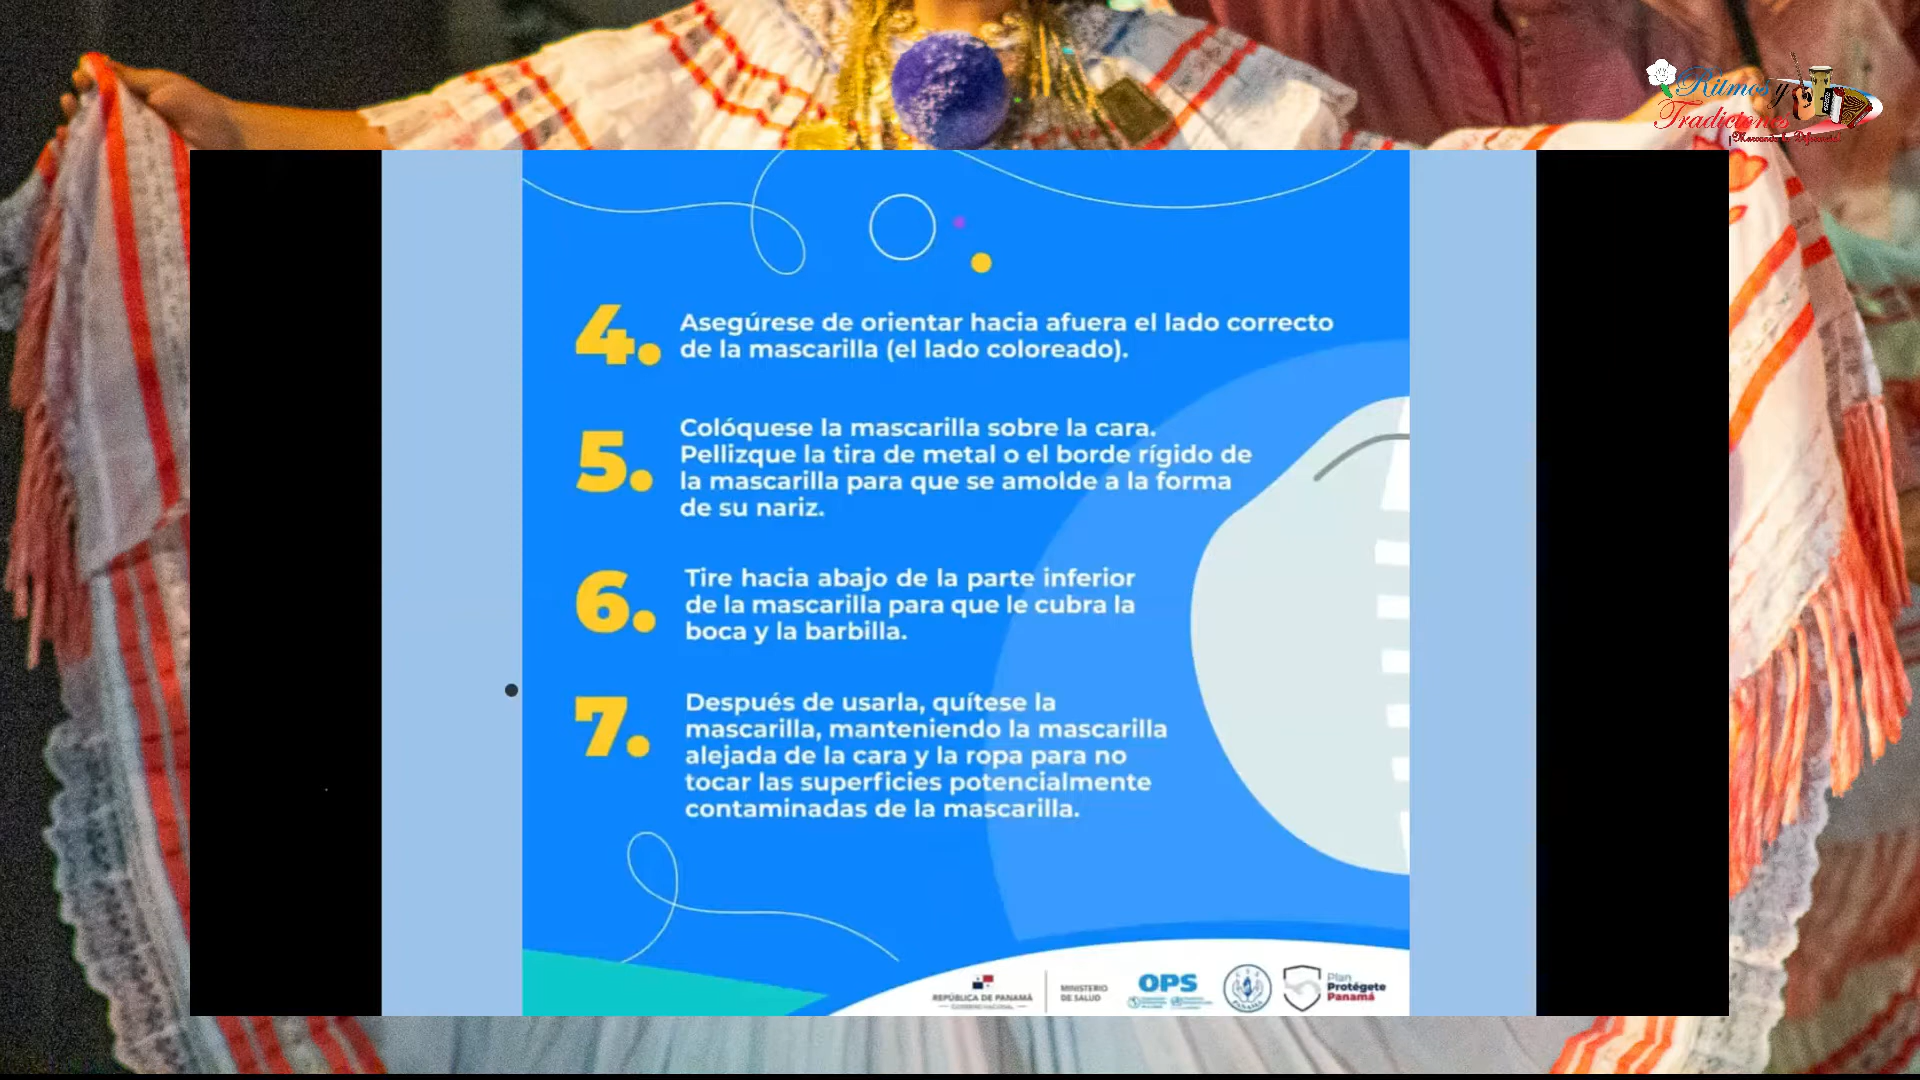 Ritmos y
Tradiciones
4. Asegúrese de orientar hacia afuera el lado correcto
de la mascarilla (el lado coloreado).
5. Colóquese la mascarilla sobre la cara.
Pellizque la tira de metal o el borde rígido de
la mascarilla para que se amolde a la forma
de su nariz.
6. Tire hacia abajo de la parte inferior
de la mascarilla para que le cubra la
boca y la barbilla.
7. Después de usarla, quítese la
mascarilla, manteniendo la mascarilla
alejada de la cara y la ropa para no
tocar las superficies potencialmente
contaminadas de la mascarilla.
REPÚBLICA DE PANAMÁ
MINISTERIO
DE SALUD
OPS
Plan
Protégete
Panamá